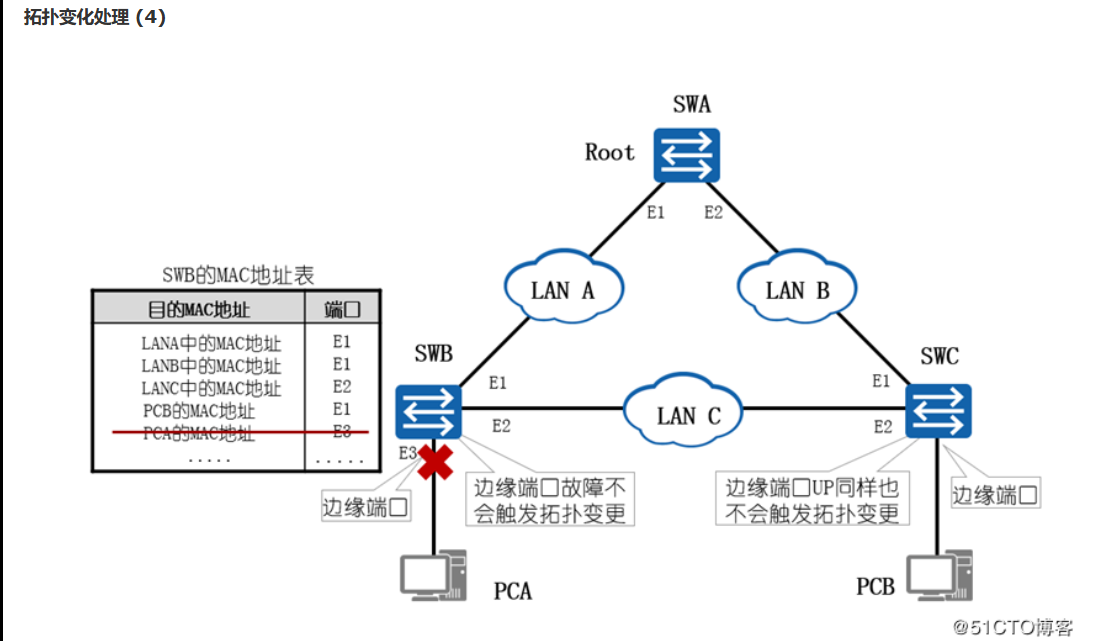 拓扑变化处理 (4)
SWA
Root
E1 E2
LAN A
LAN B
SWB的MAC地址表
目的MAC地址 端口
LANA中的MAC地址 E1
LANB中的MAC地址 E1
LANC中的MAC地址 E2
PCB的MAC地址 E1
PCA的MAC地址 E3
..... .....
SWB
SWC
E1
E2
E3
LAN C
E1
E2
边缘端口
边缘端口故障不
会触发拓扑变更
边缘端口UP同样也
不会触发拓扑变更
边缘端口
PCA
PCB
@51CTO博客